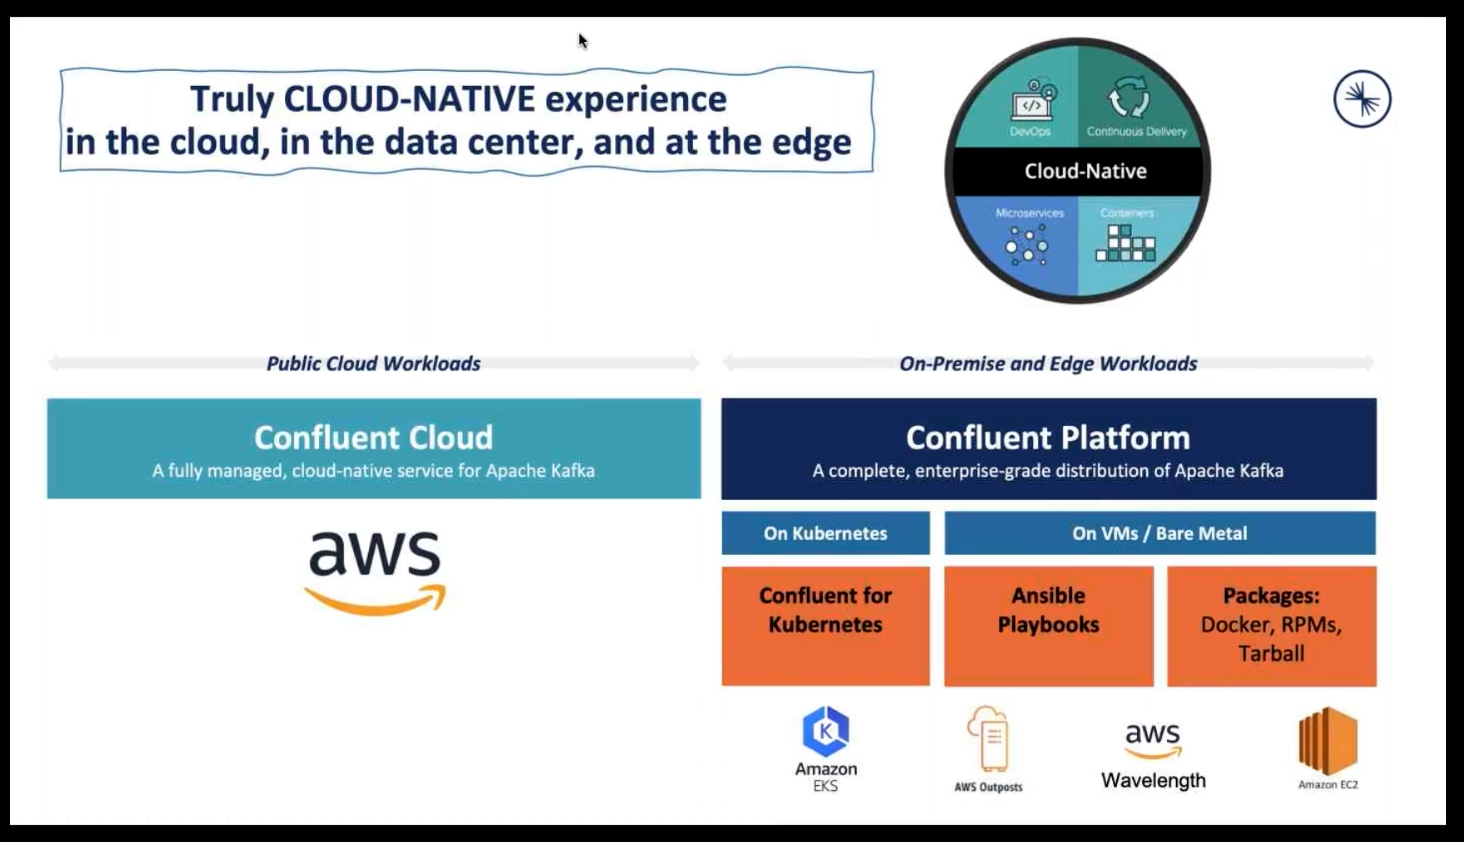 Truly CLOUD-NATIVE experience
in the cloud, in the data center, and at the edge
DevOps
Continuous Delivery
Cloud-Native
Microservices
Containers
Public Cloud Workloads
On-Premise and Edge Workloads
Confluent Cloud
A fully managed, cloud-native service for Apache Kafka
aws
Confluent Platform
A complete, enterprise-grade distribution of Apache Kafka
On Kubernetes
On VMs / Bare Metal
Confluent for
Kubernetes
Ansible
Playbooks
Packages:
Docker, RPMs,
Tarball
K
Amazon
EKS
AWS Outposts
aws
Wavelength
Amazon EC2